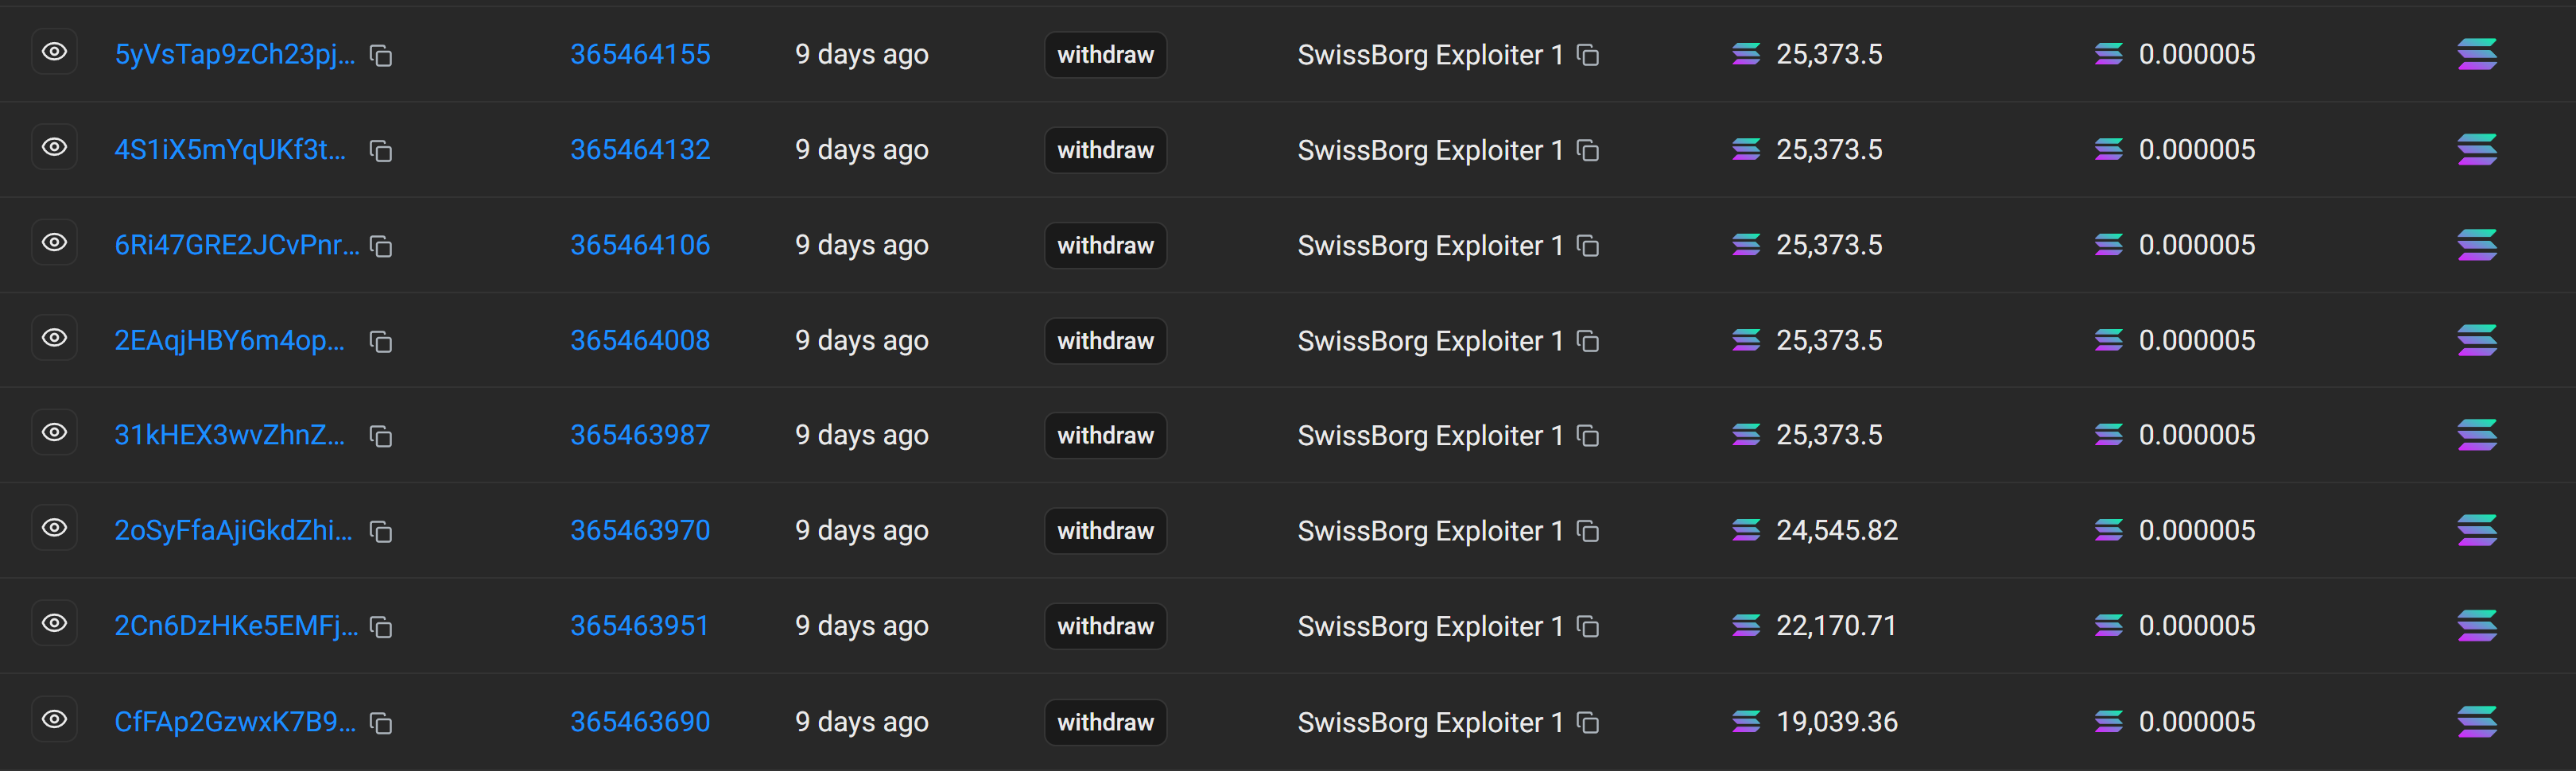 5yVsTap9zCh23pj... 365464155 9 days ago withdraw SwissBorg Exploiter 1 25,373.5 0.000005
4S1iX5mYqUKf3t... 365464132 9 days ago withdraw SwissBorg Exploiter 1 25,373.5 0.000005
6Ri47GRE2JCvPnr... 365464106 9 days ago withdraw SwissBorg Exploiter 1 25,373.5 0.000005
2EAqjHBY6m4op... 365464008 9 days ago withdraw SwissBorg Exploiter 1 25,373.5 0.000005
31kHEX3wvZhnZ... 365463987 9 days ago withdraw SwissBorg Exploiter 1 25,373.5 0.000005
2oSyFfaAjiGkdZhi... 365463970 9 days ago withdraw SwissBorg Exploiter 1 24,545.82 0.000005
2Cn6DzHKe5EMFj... 365463951 9 days ago withdraw SwissBorg Exploiter 1 22,170.71 0.000005
CfFAp2GzwxK7B9... 365463690 9 days ago withdraw SwissBorg Exploiter 1 19,039.36 0.000005